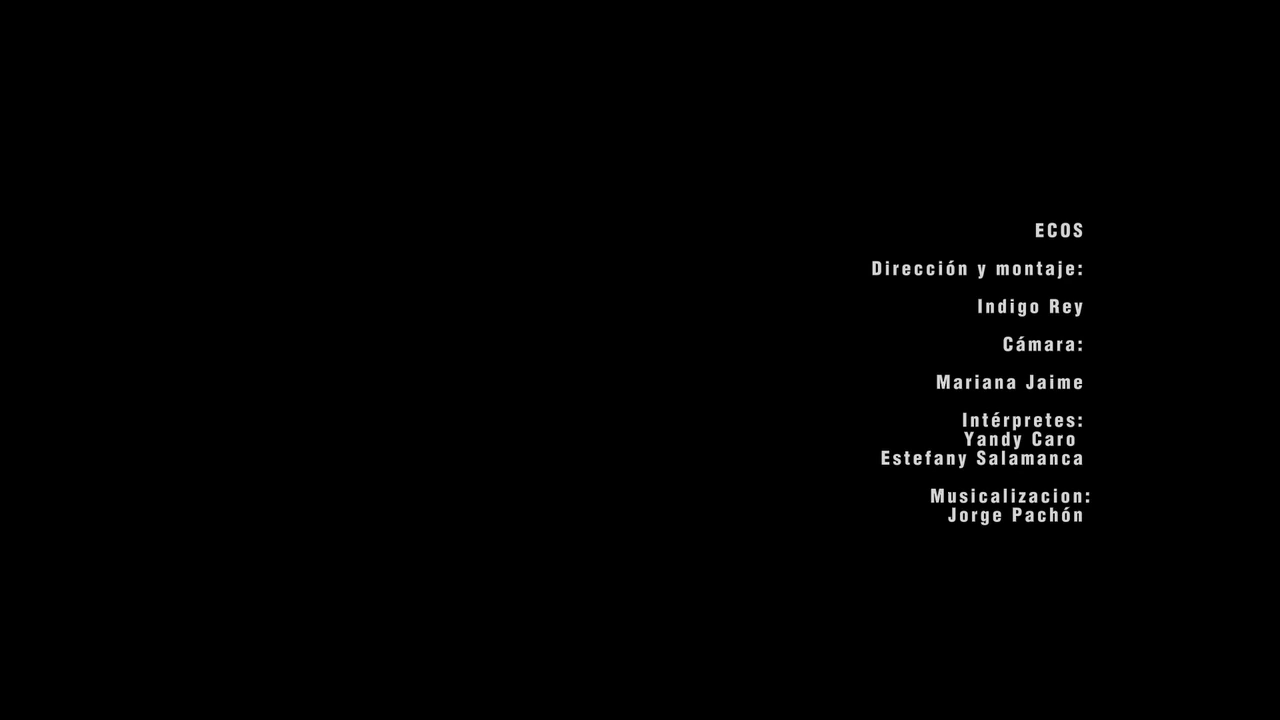 ECOS
Dirección y montaje:
Indigo Rey
Cámara:
Mariana Jaime
Intérpretes:
Yandy Caro
Estefany Salamanca
Musicalizacion:
Jorge Pachón